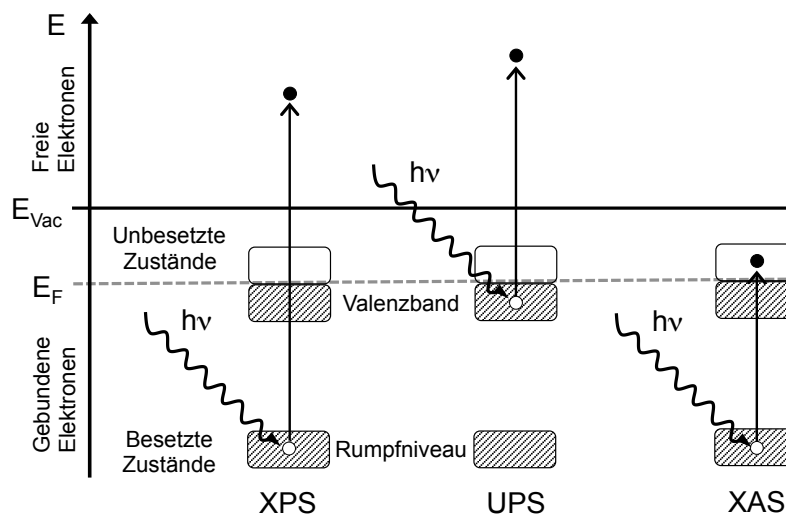 E
Freie
Elektronen
hν
E_Vac
Unbesetzte
Zustände
E_F
Valenzband
hν
hν
Gebundene
Elektronen
Besetzte
Zustände
Rumpfniveau
XPS
UPS
XAS